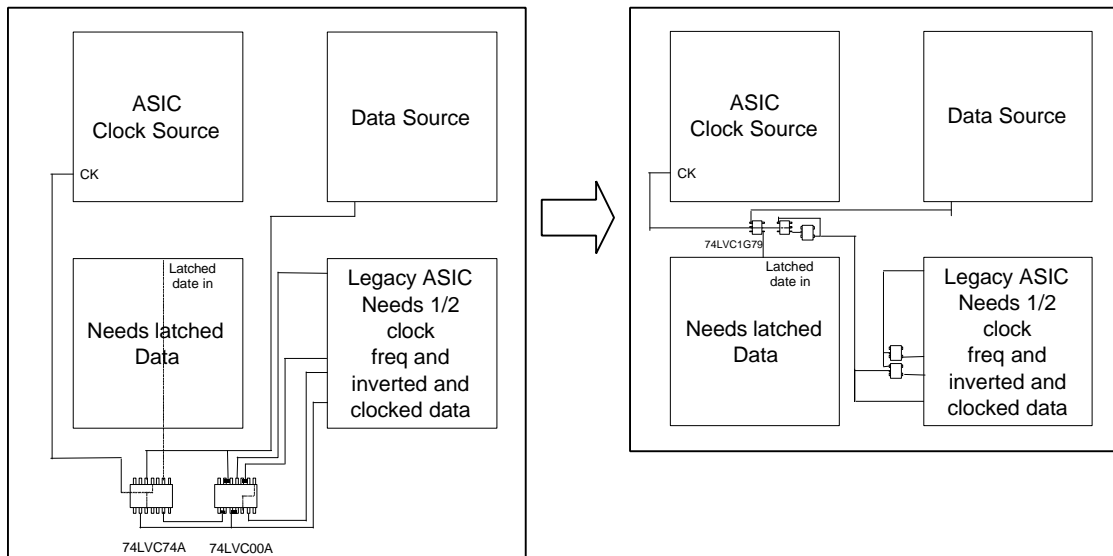 ASIC
Clock Source
CK
Data Source
Latched
date in
Needs latched
Data
Legacy ASIC
Needs 1/2
clock
freq and
inverted and
clocked data
74LVC74A
74LVC00A
ASIC
Clock Source
CK
Data Source
74LVC1G79
Latched
date in
Needs latched
Data
Legacy ASIC
Needs 1/2
clock
freq and
inverted and
clocked data